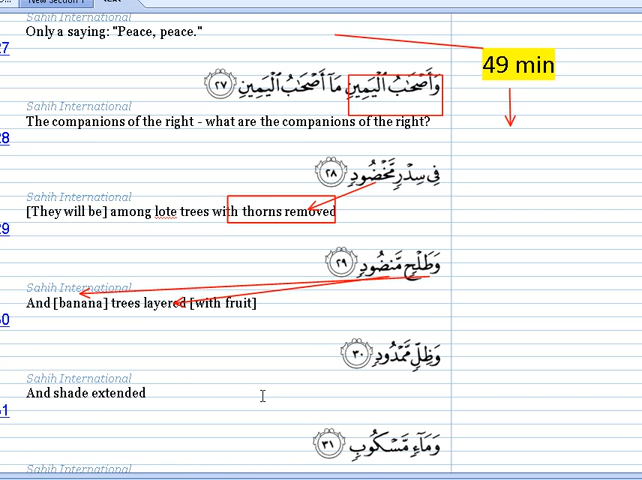 New Section 1
Sahih International
Only a saying: "Peace, peace."
27
49 min
وَأَصْحَٰبُ ٱلْيَمِينِ مَآ أَصْحَٰبُ ٱلْيَمِينِ ٢٧
Sahih International
The companions of the right - what are the companions of the right?
28
فِى سِدْرٍ مَّخْضُودٍ ٢٨
Sahih International
[They will be] among lote trees with thorns removed
29
وَطَلْحٍ مَّنضُودٍ ٢٩
Sahih International
And [banana] trees layered [with fruit]
30
وَظِلٍّ مَّمْدُودٍ ٣٠
Sahih International
And shade extended
31
وَمَآءٍ مَّسْكُوبٍ ٣١
Sahih International